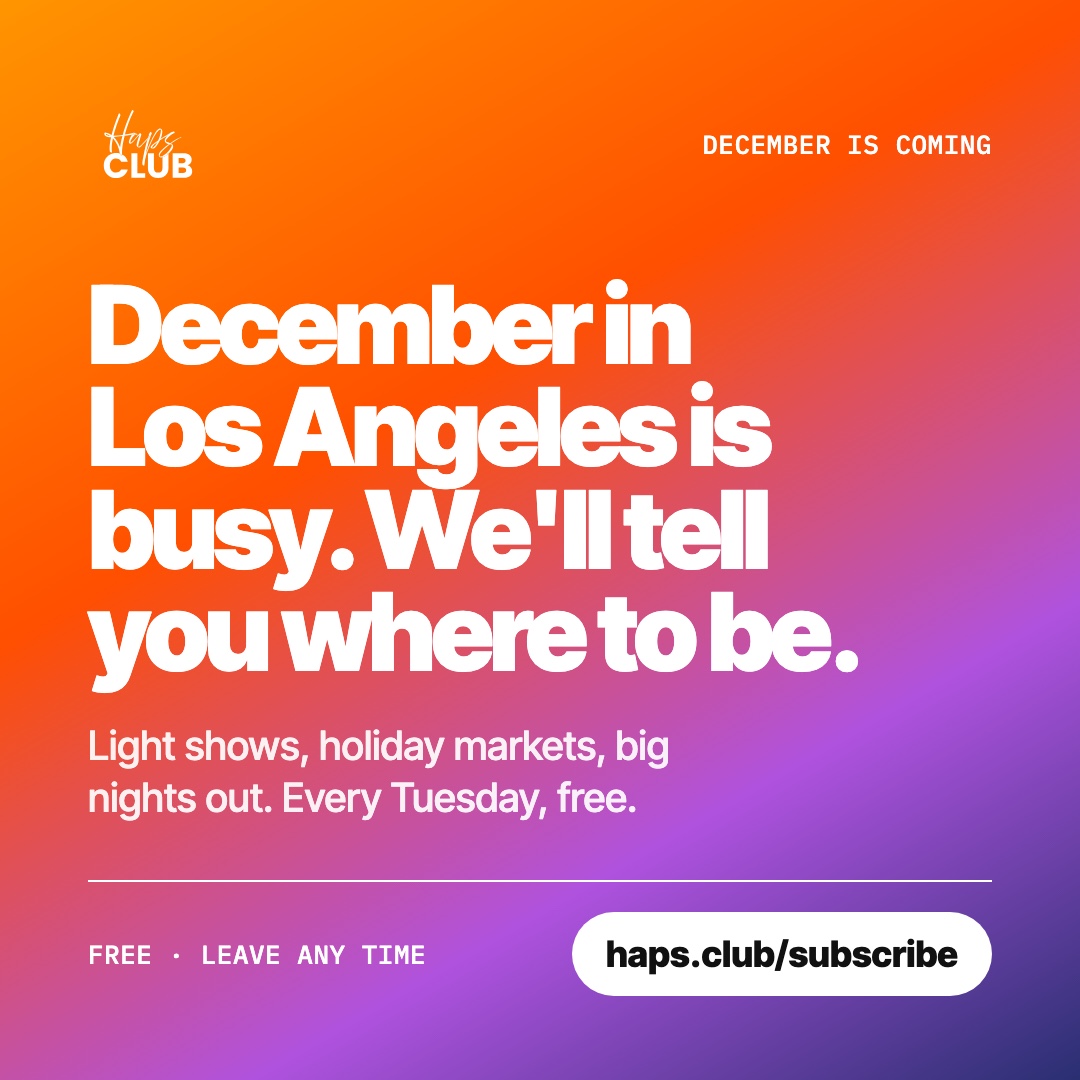 Haps
CLUB
DECEMBER IS COMING
December in
Los Angeles is
busy. We'll tell
you where to be.
Light shows, holiday markets, big
nights out. Every Tuesday, free.
FREE · LEAVE ANY TIME
haps.club/subscribe